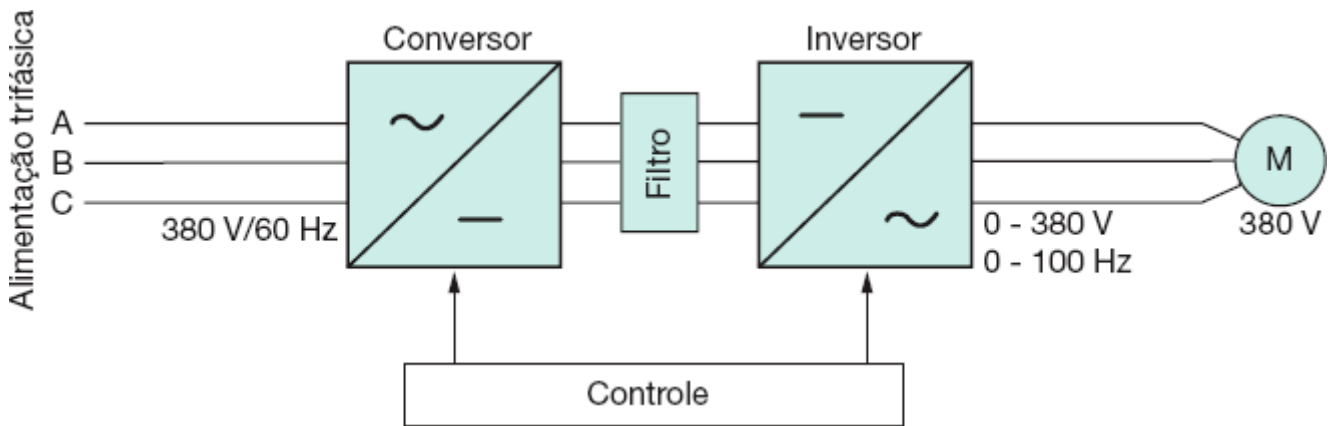 Alimentação trifásica
Conversor
Inversor
A
B
C
380 V/60 Hz
Filtro
M
0 - 380 V
0 - 100 Hz
380 V
Controle